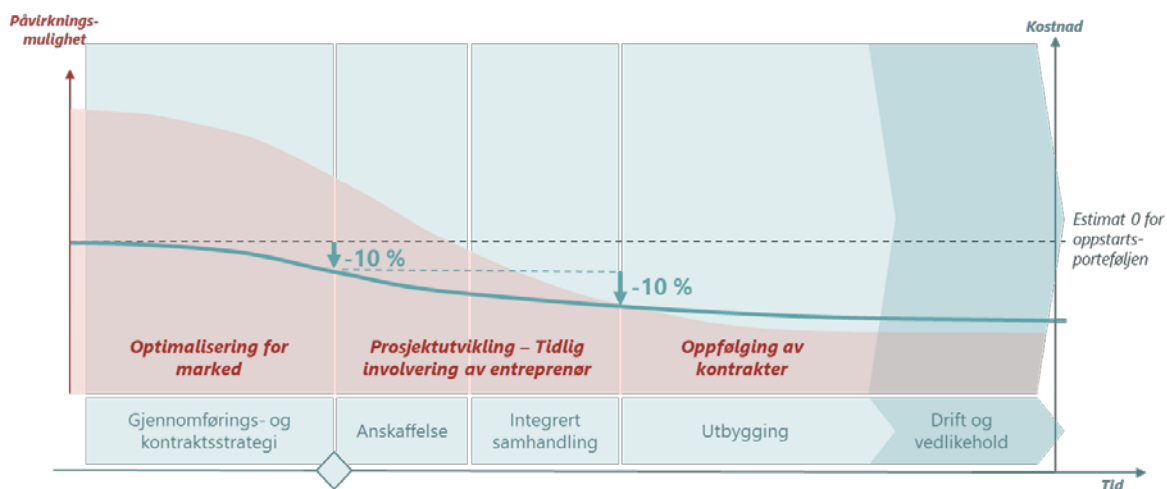 Påvirknings-
mulighet
Kostnad
Estimat 0 for
oppstarts-
porteføljen
-10 %
-10 %
Optimalisering for
marked
Prosjektutvikling – Tidlig
involvering av entreprenør
Oppfølging av
kontrakter
Gjennomførings- og
kontraktsstrategi
Anskaffelse
Integrert
samhandling
Utbygging
Drift og
vedlikehold
Tid